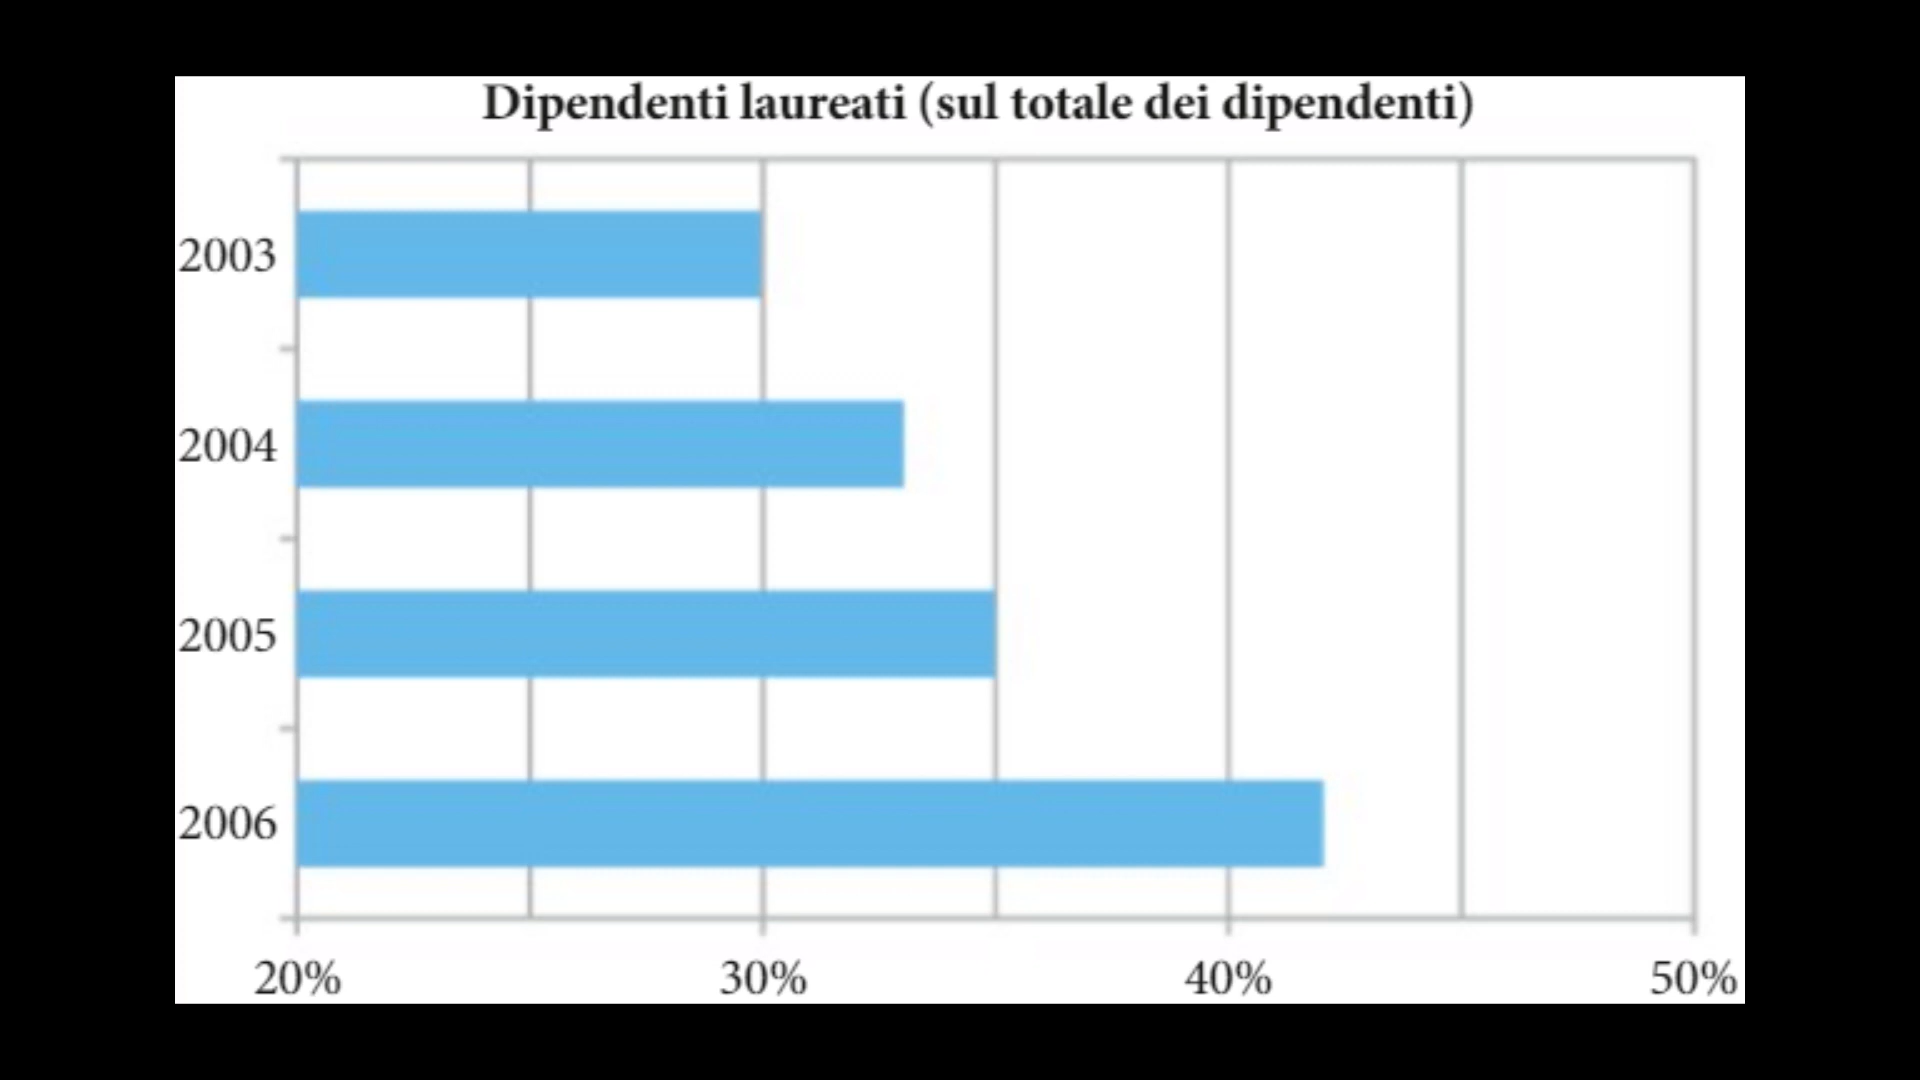 Dipendenti laureati (sul totale dei dipendenti)
2003
2004
2005
2006
20% 30% 40% 50%